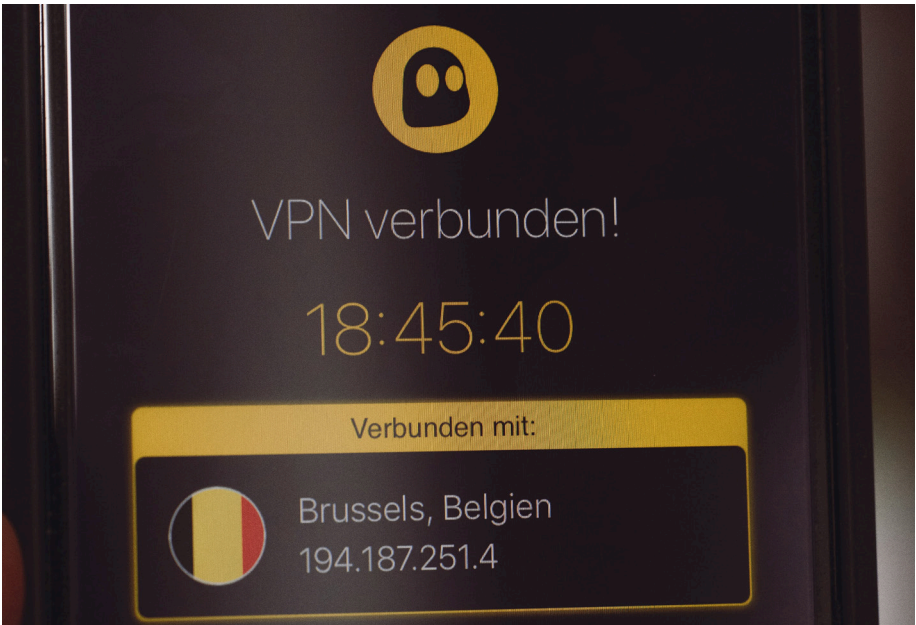 VPN verbunden!
18:45:40
Verbunden mit:
Brussels, Belgien
194.187.251.4